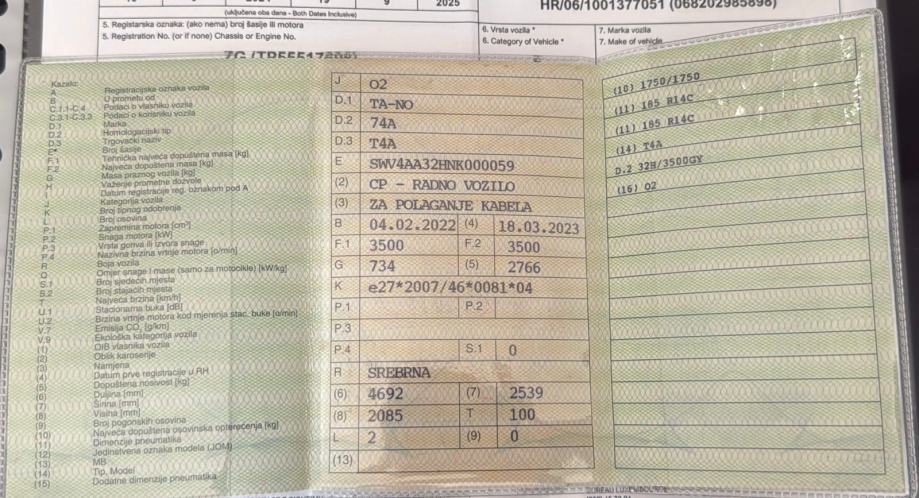 2025
(uključena oba dana - Both Dates Inclusive)
HR/06/1001377051 (068202985898)
5. Registarska oznaka: (ako nema) broj šasije ili motora
5. Registration No. (or if none) Chassis or Engine No.
6. Vrsta vozila *
6. Category of Vehicle *
7. Marka vozila
7. Make of vehicle
Kazalo:
A Registracijska oznaka vozila
B U prometu od
C.1.1-C.4 Podaci o vlasniku vozila
C.3.1-C.3.3 Podaci o korisniku vozila
D.1 Marka
D.2 Homologacijski tip
D.3 Trgovački naziv
E Broj šasije
F.1 Tehnička najveća dopuštena masa [kg]
F.2 Najveća dopuštena masa [kg]
G Masa praznog vozila [kg]
H Važenje prometne dozvole
I Datum registracije reg. oznakom pod A
J Kategorija vozila
K Broj tipnog odobrenja
L Broj osovina
P.1 Zapremina motora [cm³]
P.2 Snaga motora [kW]
P.3 Vrsta goriva ili izvora snage
P.4 Nazivna brzina vrtnje motora [o/min]
R Boja vozila
Q Omjer snage i mase (samo za motocikle) [kW/kg]
S.1 Broj sjedećih mjesta
S.2 Broj stajaćih mjesta
T Najveća brzina [km/h]
U.1 Stacionarna buka [dB]
U.2 Brzina vrtnje motora kod mjerenja stac. buke [o/min]
V.7 Emisija CO₂ [g/km]
V.9 Ekološka kategorija vozila
(1) OIB vlasnika vozila
(2) Oblik karoserije
(3) Namjena
(4) Datum prve registracije u RH
(5) Dopuštena nosivost [kg]
(6) Duljina [mm]
(7) Širina [mm]
(8) Visina [mm]
(9) Broj pogonskih osovina
(10) Najveća dopuštena osovinska opterećenja [kg]
(11) Dimenzije pneumatika
(12) Jedinstvena oznaka modela (JOM)
(13) MB
(14) Tip, Model
(15) Dodatne dimenzije pneumatika
J O2
D.1 TA-NO
D.2 74A
D.3 T4A
E SWV4AA32HNK000059
(2) CP - RADNO VOZILO
(3) ZA POLAGANJE KABELA
B 04.02.2022 (4) 18.03.2023
F.1 3500 F.2 3500
G 734 (5) 2766
K e27*2007/46*0081*04
P.1 P.2
P.3
P.4 S.1 0
R SREBRNA
(6) 4692 (7) 2539
(8) 2085 T 100
L 2 (9) 0
(13)
(10) 1750/1750
(11) 185 R14C
(11) 185 R14C
(14) T4A
D.2 32H/3500GY
(16) O2